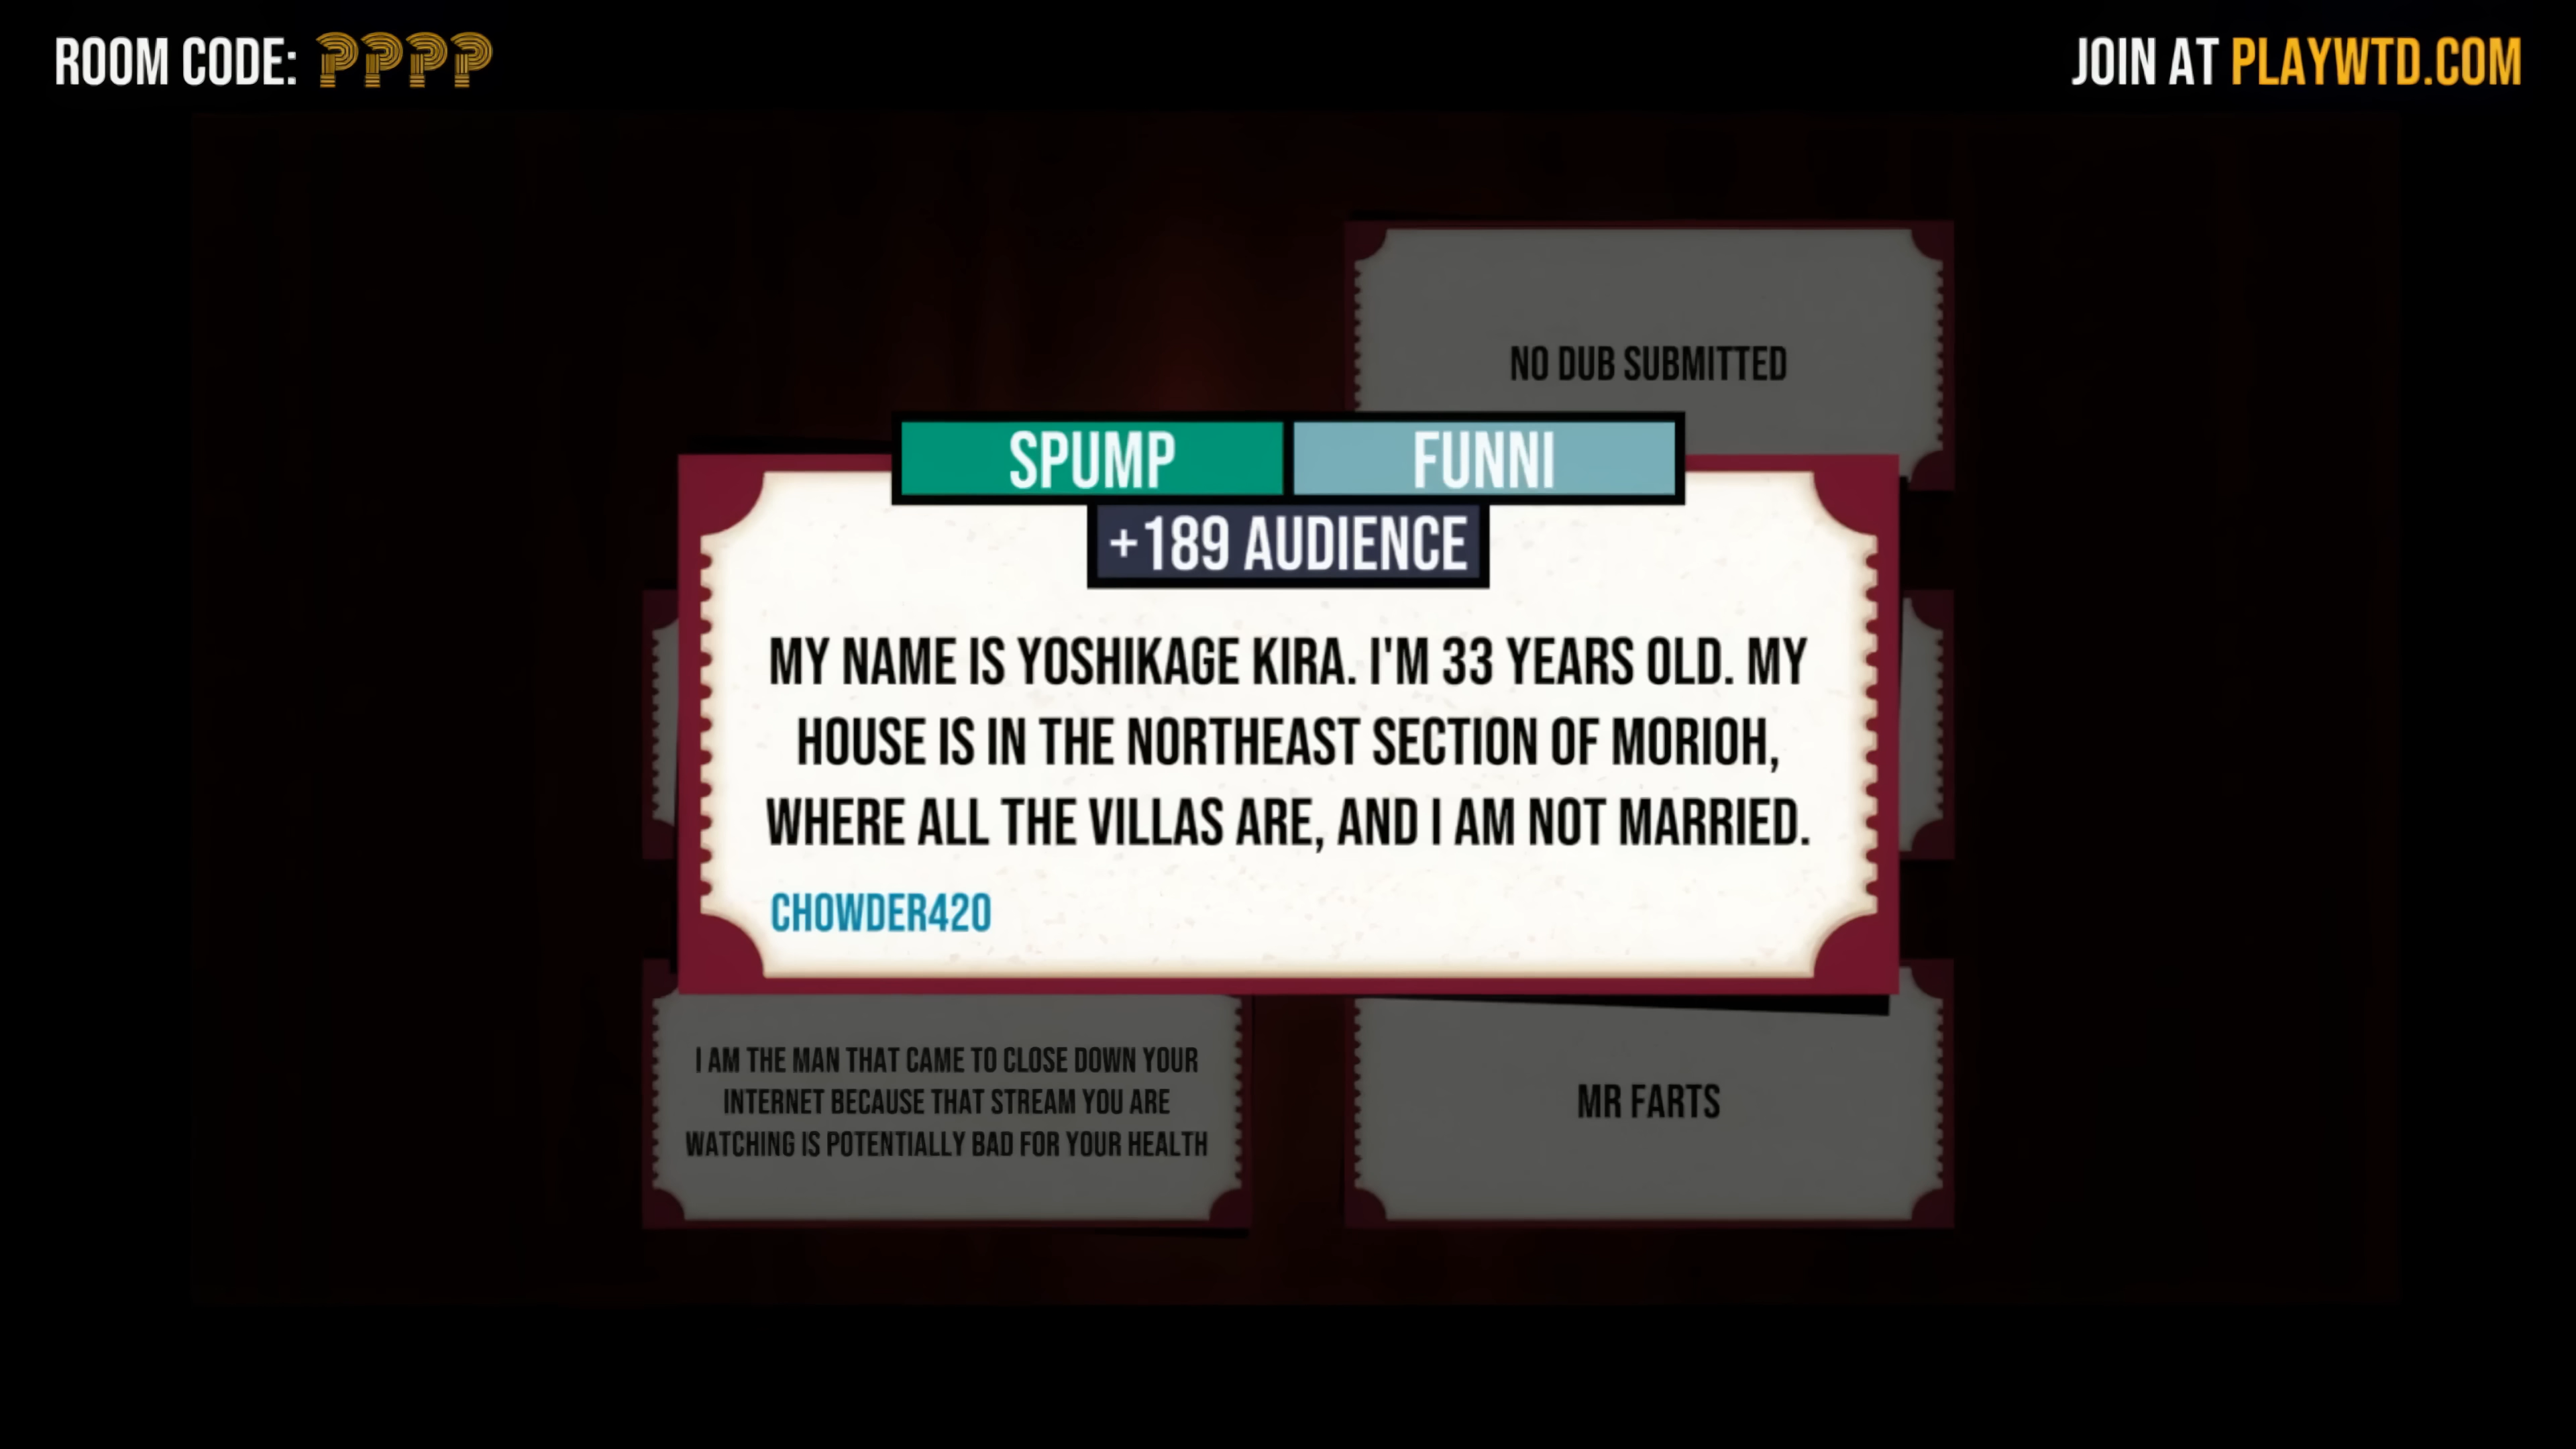 ROOM CODE: ????
JOIN AT PLAYWTD.COM
NO DUB SUBMITTED
SPUMP
FUNNI
+189 AUDIENCE
MY NAME IS YOSHIKAGE KIRA. I'M 33 YEARS OLD. MY
HOUSE IS IN THE NORTHEAST SECTION OF MORIOH,
WHERE ALL THE VILLAS ARE, AND I AM NOT MARRIED.
CHOWDER420
I AM THE MAN THAT CAME TO CLOSE DOWN YOUR
INTERNET BECAUSE THAT STREAM YOU ARE
WATCHING IS POTENTIALLY BAD FOR YOUR HEALTH
MR FARTS